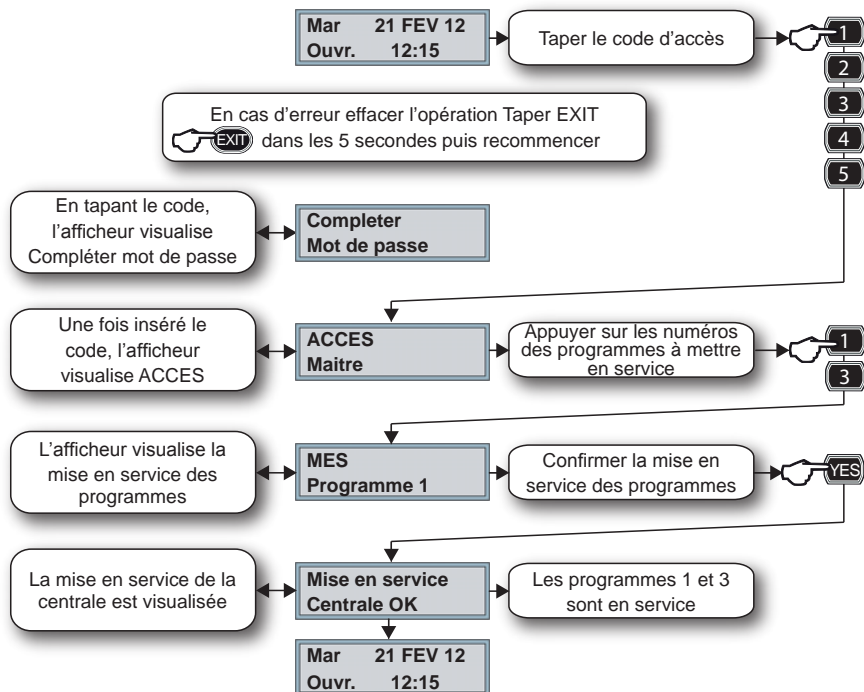 Mar 21 FEV 12
Ouvr. 12:15
Taper le code d'accès
1
2
3
4
5
En cas d'erreur effacer l'opération Taper EXIT
EXIT dans les 5 secondes puis recommencer
En tapant le code,
l'afficheur visualise
Compléter mot de passe
Completer
Mot de passe
Une fois inséré le
code, l'afficheur
visualise ACCES
ACCES
Maitre
Appuyer sur les numéros
des programmes à mettre
en service
1
3
L'afficheur visualise la
mise en service des
programmes
MES
Programme 1
Confirmer la mise en
service des programmes
YES
La mise en service de la
centrale est visualisée
Mise en service
Centrale OK
Les programmes 1 et 3
sont en service
Mar 21 FEV 12
Ouvr. 12:15